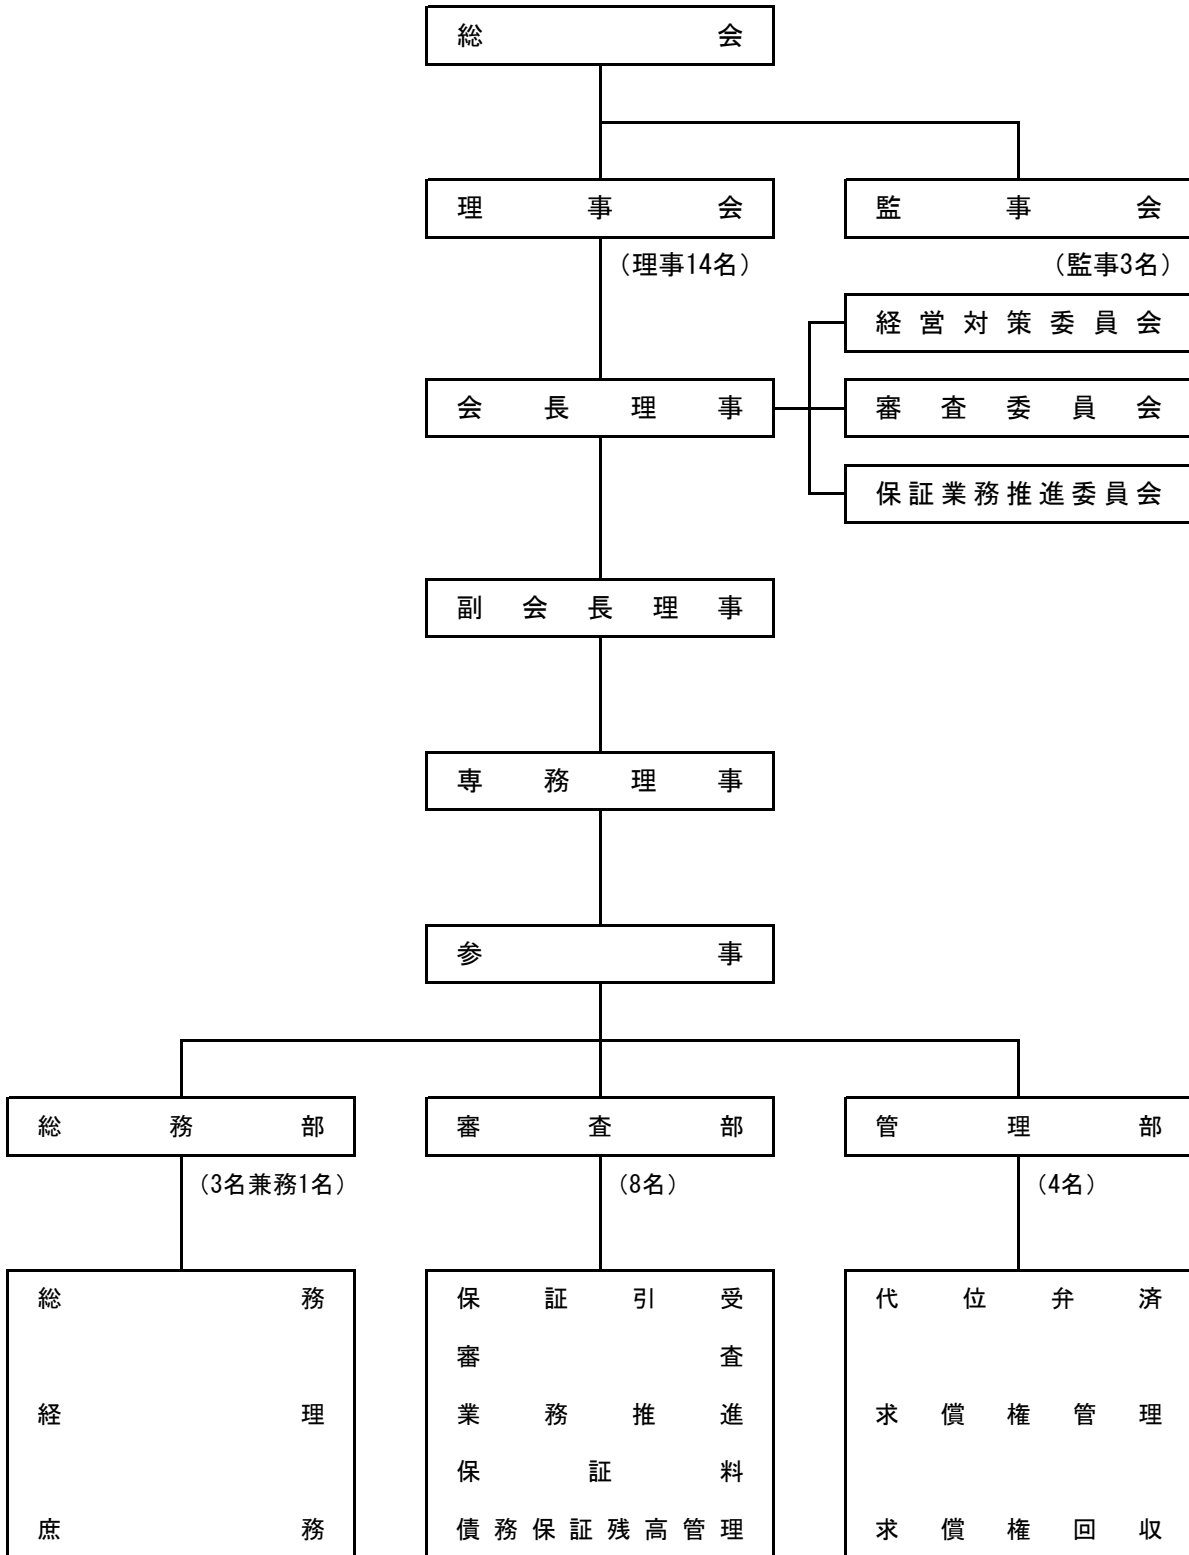 総会
理事会
監事会
（理事14名）
（監事3名）
経営対策委員会
会長理事
審査委員会
保証業務推進委員会
副会長理事
専務理事
参事
総務部
審査部
管理部
（3名兼務1名）
（8名）
（4名）
総務
経理
庶務
保証引受
審査
業務推進
保証料
債務保証残高管理
代位弁済
求償権管理
求償権回収